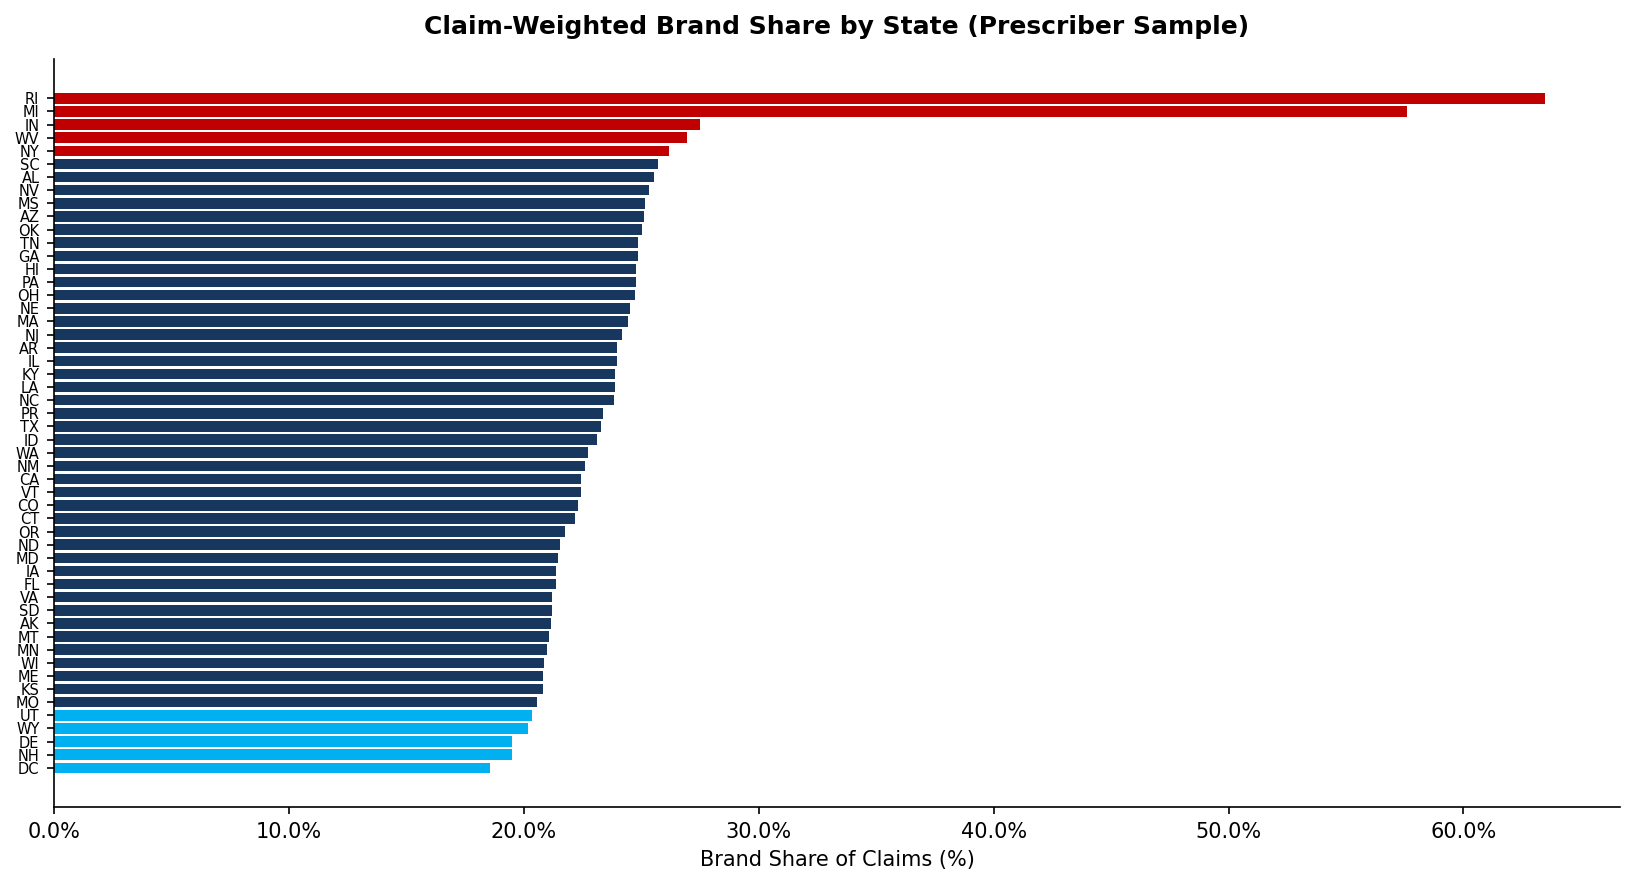 Claim-Weighted Brand Share by State (Prescriber Sample)
RI
MI
IN
WV
NY
SC
AL
NV
MS
AZ
OK
TN
GA
HI
PA
OH
NE
MA
NJ
AR
IL
KY
LA
NC
PR
TX
ID
WA
NM
CA
VT
CO
CT
OR
ND
MD
IA
FL
VA
SD
AK
MT
MN
WI
ME
KS
MO
UT
WY
DE
NH
DC
0.0% 10.0% 20.0% 30.0% 40.0% 50.0% 60.0%
Brand Share of Claims (%)